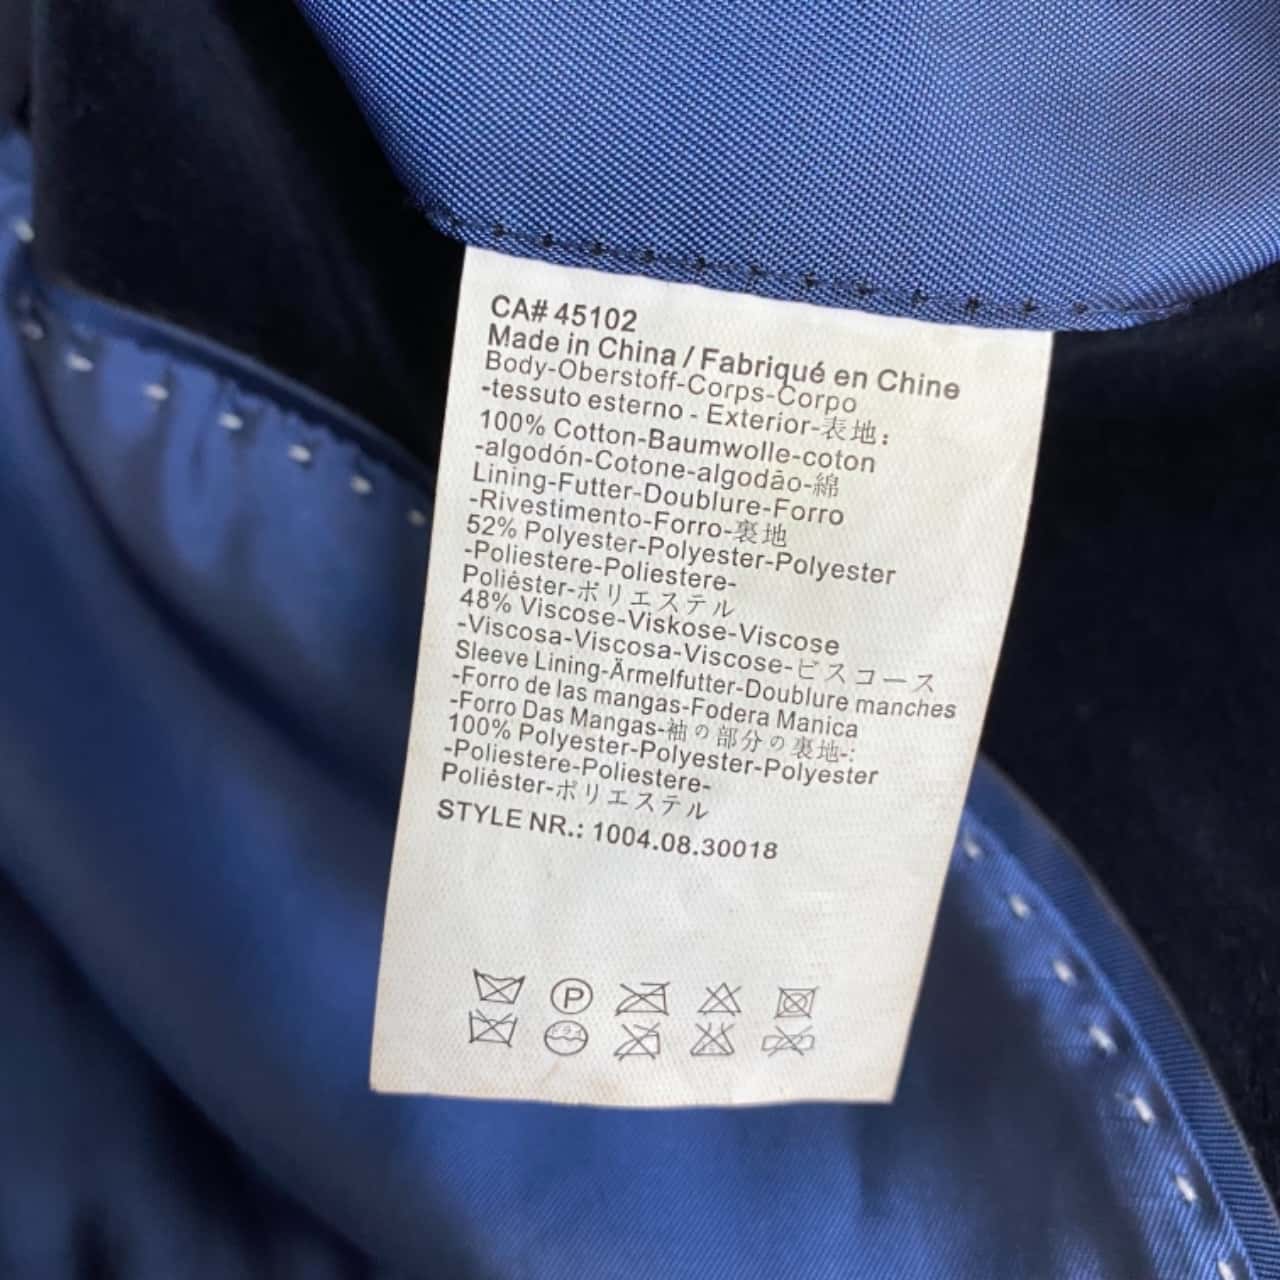 CA# 45102
Made in China / Fabriqué en Chine
Body-Oberstoff-Corps-Corpo
-tessuto esterno - Exterior-表地:
100% Cotton-Baumwolle-coton
-algodón-Cotone-algodão-綿
Lining-Futter-Doublure-Forro
-Rivestimento-Forro-裏地
52% Polyester-Polyester-Polyester
-Poliestere-Poliestere-
Poliéster-ポリエステル
48% Viscose-Viskose-Viscose
-Viscosa-Viscosa-Viscose-ビスコース
Sleeve Lining-Ärmelfutter-Doublure manches
-Forro de las mangas-Fodera Manica
-Forro Das Mangas-袖の部分の裏地-:
100% Polyester-Polyester-Polyester
-Poliestere-Poliestere-
Poliéster-ポリエステル
STYLE NR.: 1004.08.30018
P
ドライ